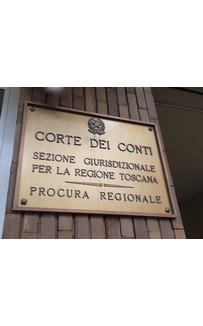 CORTE DEI CONTI
SEZIONE GIURISDIZIONALE
PER LA REGIONE TOSCANA
PROCURA REGIONALE